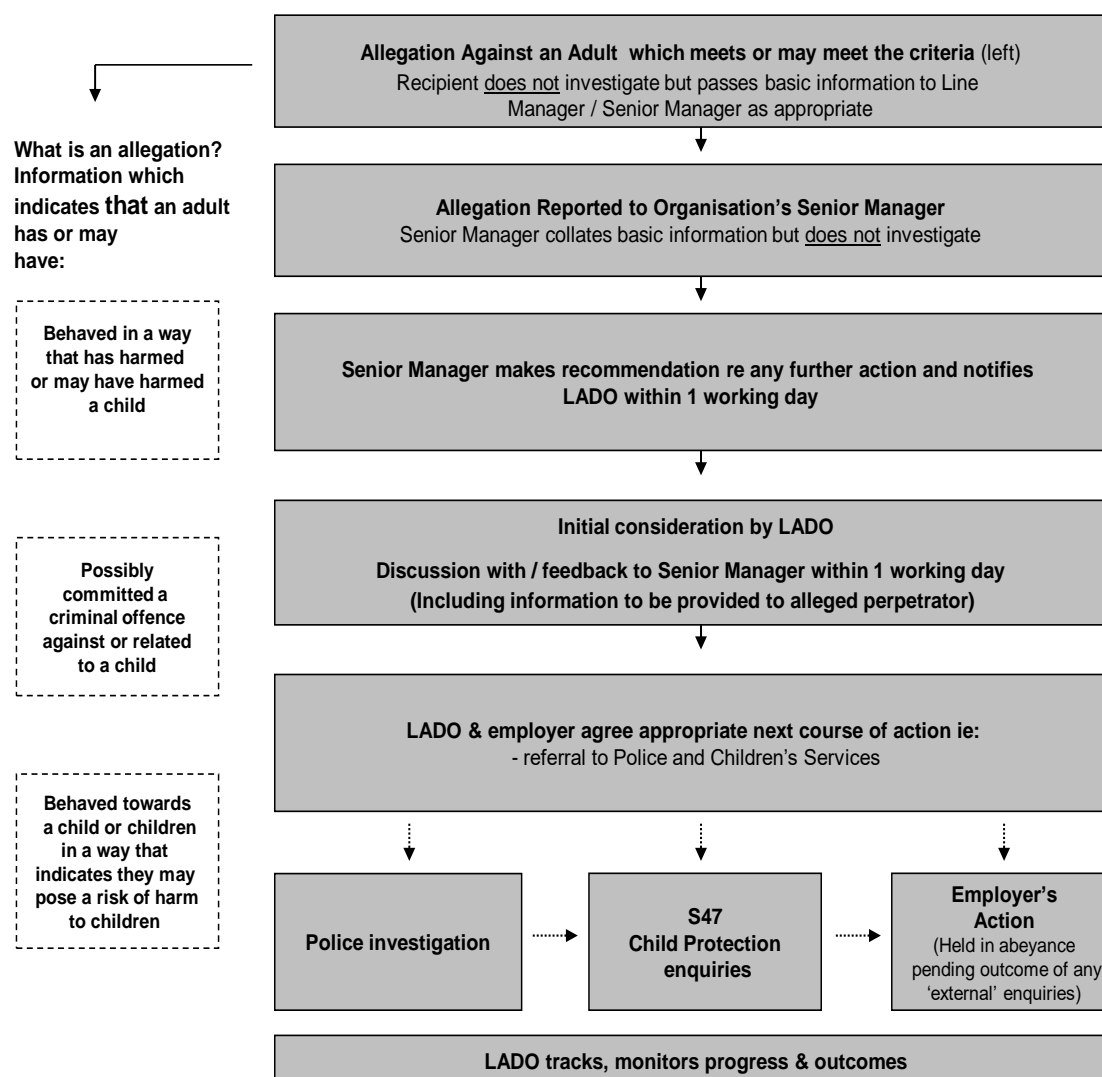 Allegation Against an Adult which meets or may meet the criteria (left)
Recipient does not investigate but passes basic information to Line
Manager / Senior Manager as appropriate
What is an allegation?
Information which
indicates that an adult
has or may
have:
Allegation Reported to Organisation's Senior Manager
Senior Manager collates basic information but does not investigate
Behaved in a way
that has harmed
or may have harmed
a child
Senior Manager makes recommendation re any further action and notifies
LADO within 1 working day
Possibly
committed a
criminal offence
against or related
to a child
Initial consideration by LADO
Discussion with / feedback to Senior Manager within 1 working day
(Including information to be provided to alleged perpetrator)
Behaved towards
a child or children
in a way that
indicates they may
pose a risk of harm
to children
LADO & employer agree appropriate next course of action ie:
- referral to Police and Children's Services
Police investigation
S47
Child Protection
enquiries
Employer's
Action
(Held in abeyance
pending outcome of any
'external' enquiries)
LADO tracks, monitors progress & outcomes